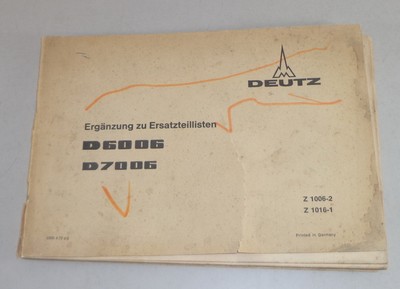 DEUTZ
Ergänzung zu Ersatzteillisten
D6006
D7006
Z 1006-2
Z 1016-1
Printed in Germany